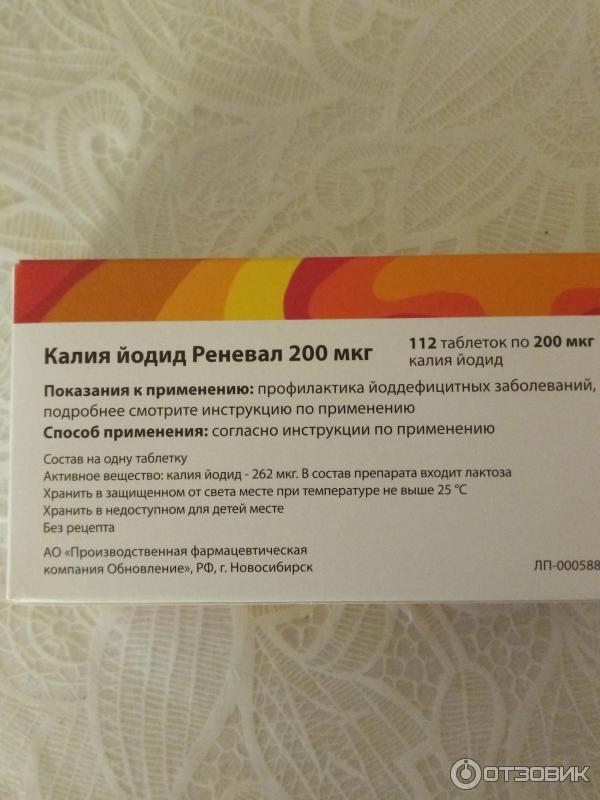 Калия йодид Реневал 200 мкг
112 таблеток по 200 мкг
калия йодид
Показания к применению: профилактика йоддефицитных заболеваний,
подробнее смотрите инструкцию по применению
Способ применения: согласно инструкции по применению
Состав на одну таблетку
Активное вещество: калия йодид - 262 мкг. В состав препарата входит лактоза
Хранить в защищенном от света месте при температуре не выше 25 °С
Хранить в недоступном для детей месте
Без рецепта
АО «Производственная фармацевтическая
компания Обновление», РФ, г. Новосибирск
ЛП-000588
ОТЗОВИК